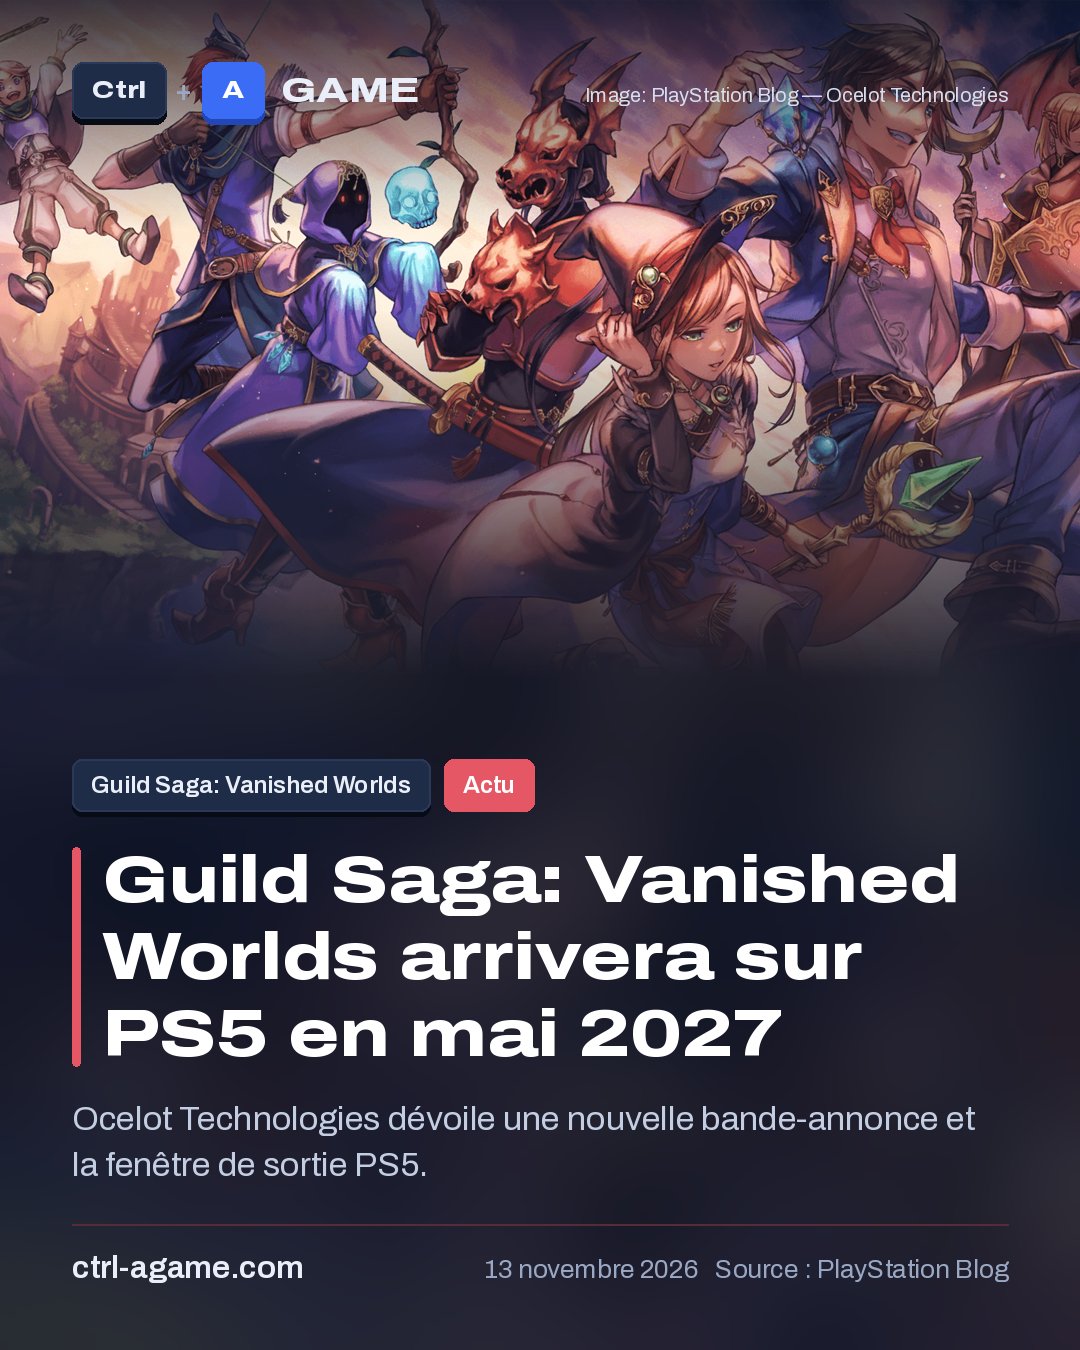 Ctrl + A GAME
Image: PlayStation Blog — Ocelot Technologies
Guild Saga: Vanished Worlds
Actu
Guild Saga: Vanished
Worlds arrivera sur
PS5 en mai 2027
Ocelot Technologies dévoile une nouvelle bande-annonce et
la fenêtre de sortie PS5.
ctrl-agame.com
13 novembre 2026 Source : PlayStation Blog